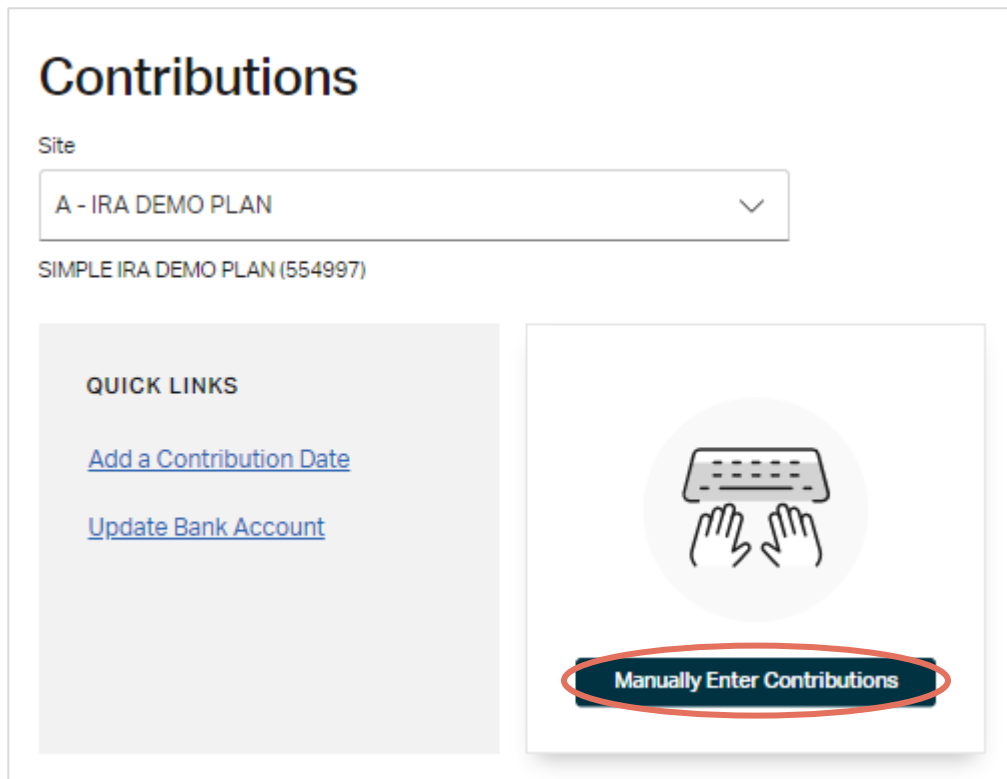 Contributions
Site
A - IRA DEMO PLAN
SIMPLE IRA DEMO PLAN (554997)
QUICK LINKS
Add a Contribution Date
Update Bank Account
Manually Enter Contributions